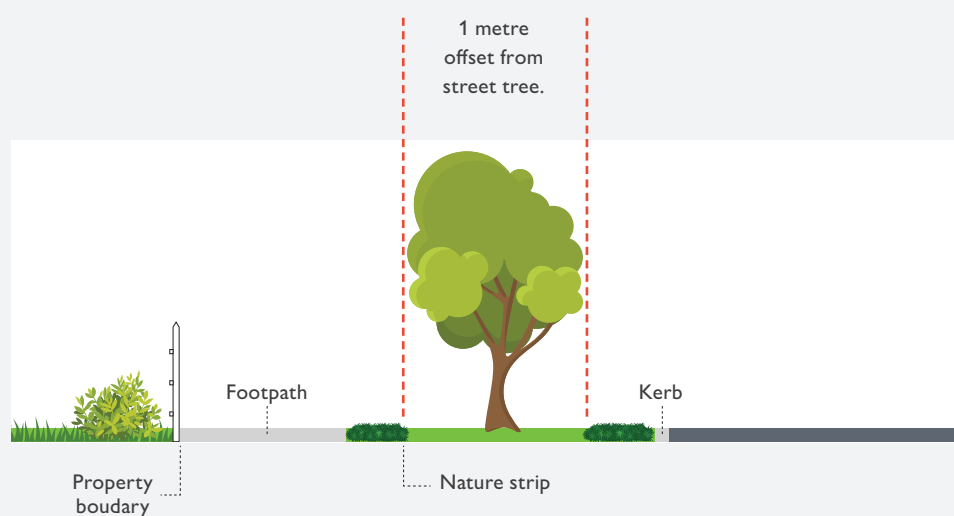 1 metre
offset from
street tree.
Footpath
Kerb
Property
boudary
Nature strip